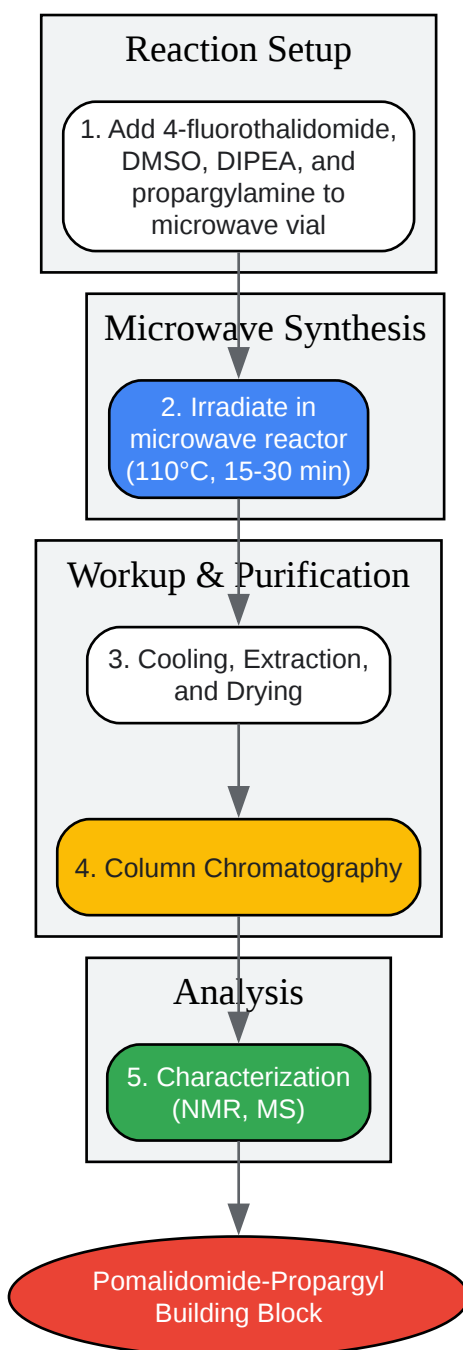 Reaction Setup
1. Add 4-fluorothalidomide,
DMSO, DIPEA, and
propargylamine to
microwave vial
Microwave Synthesis
2. Irradiate in
microwave reactor
(110°C, 15-30 min)
Workup & Purification
3. Cooling, Extraction,
and Drying
4. Column Chromatography
Analysis
5. Characterization
(NMR, MS)
Pomalidomide-Propargyl
Building Block